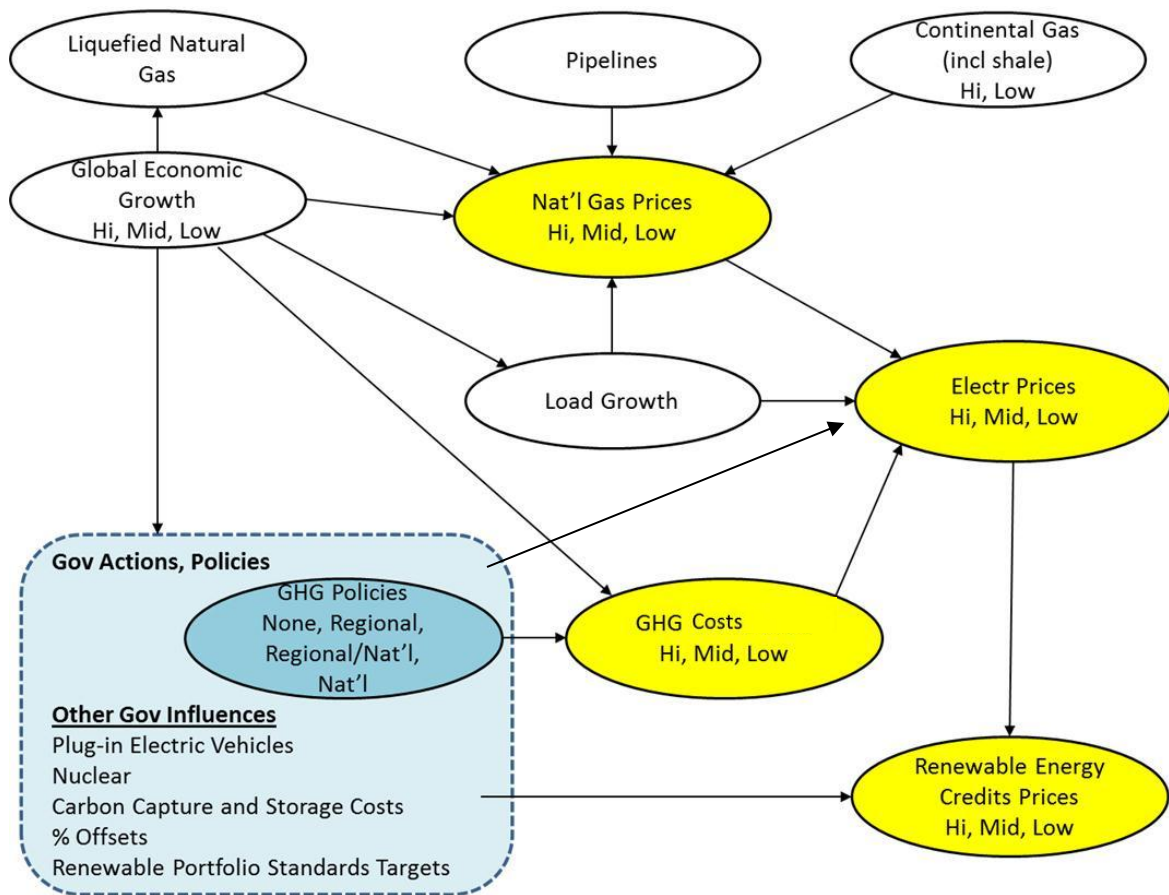 Liquefied Natural
Gas
Pipelines
Continental Gas
(incl shale)
Hi, Low
Global Economic
Growth
Hi, Mid, Low
Nat’l Gas Prices
Hi, Mid, Low
Load Growth
Electr Prices
Hi, Mid, Low
Gov Actions, Policies
GHG Policies
None, Regional,
Regional/Nat’l,
Nat’l
GHG Costs
Hi, Mid, Low
Other Gov Influences
Plug-in Electric Vehicles
Nuclear
Carbon Capture and Storage Costs
% Offsets
Renewable Portfolio Standards Targets
Renewable Energy
Credits Prices
Hi, Mid, Low